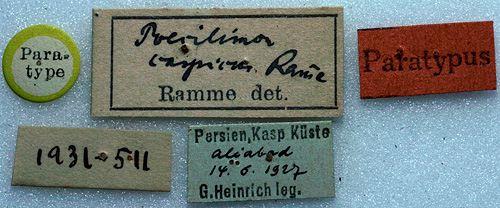 Para-
type
Poecilimon
caspicus Ramme
Ramme det.
Paratypus
1931-511
Persien, Kasp Küste
Aliabad
14. 6. 1927
G. Heinrich leg.